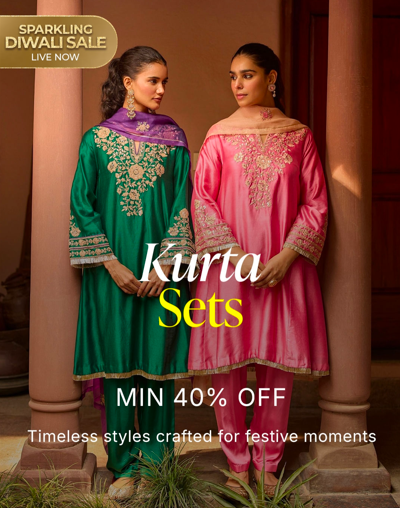 SPARKLING
DIWALI SALE
LIVE NOW
Kurta
Sets
MIN 40% OFF
Timeless styles crafted for festive moments